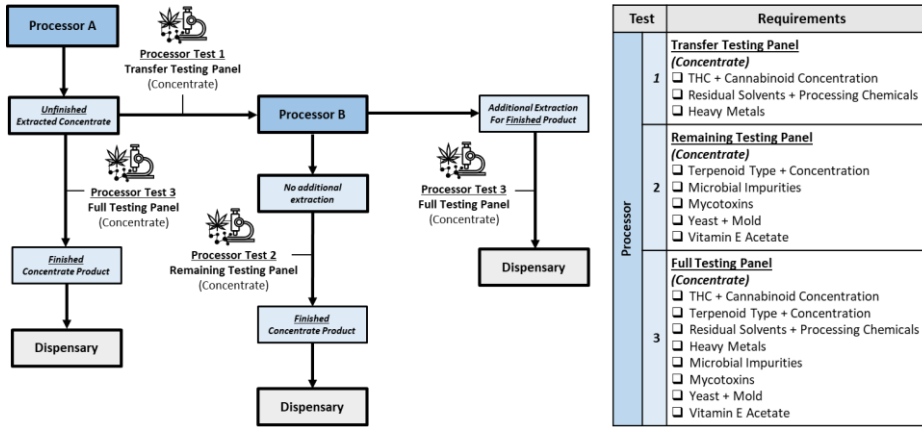 Processor A
Processor Test 1
Transfer Testing Panel
(Concentrate)
Unfinished
Extracted Concentrate
Processor B
Additional Extraction
For Finished Product
Processor Test 3
Full Testing Panel
(Concentrate)
No additional
extraction
Processor Test 3
Full Testing Panel
(Concentrate)
Processor Test 2
Remaining Testing Panel
(Concentrate)
Finished
Concentrate Product
Dispensary
Dispensary
Finished
Concentrate Product
Dispensary
Test Requirements
Processor
1
Transfer Testing Panel
(Concentrate)
☐ THC + Cannabinoid Concentration
☐ Residual Solvents + Processing Chemicals
☐ Heavy Metals
2
Remaining Testing Panel
(Concentrate)
☐ Terpenoid Type + Concentration
☐ Microbial Impurities
☐ Mycotoxins
☐ Yeast + Mold
☐ Vitamin E Acetate
3
Full Testing Panel
(Concentrate)
☐ THC + Cannabinoid Concentration
☐ Terpenoid Type + Concentration
☐ Residual Solvents + Processing Chemicals
☐ Heavy Metals
☐ Microbial Impurities
☐ Mycotoxins
☐ Yeast + Mold
☐ Vitamin E Acetate